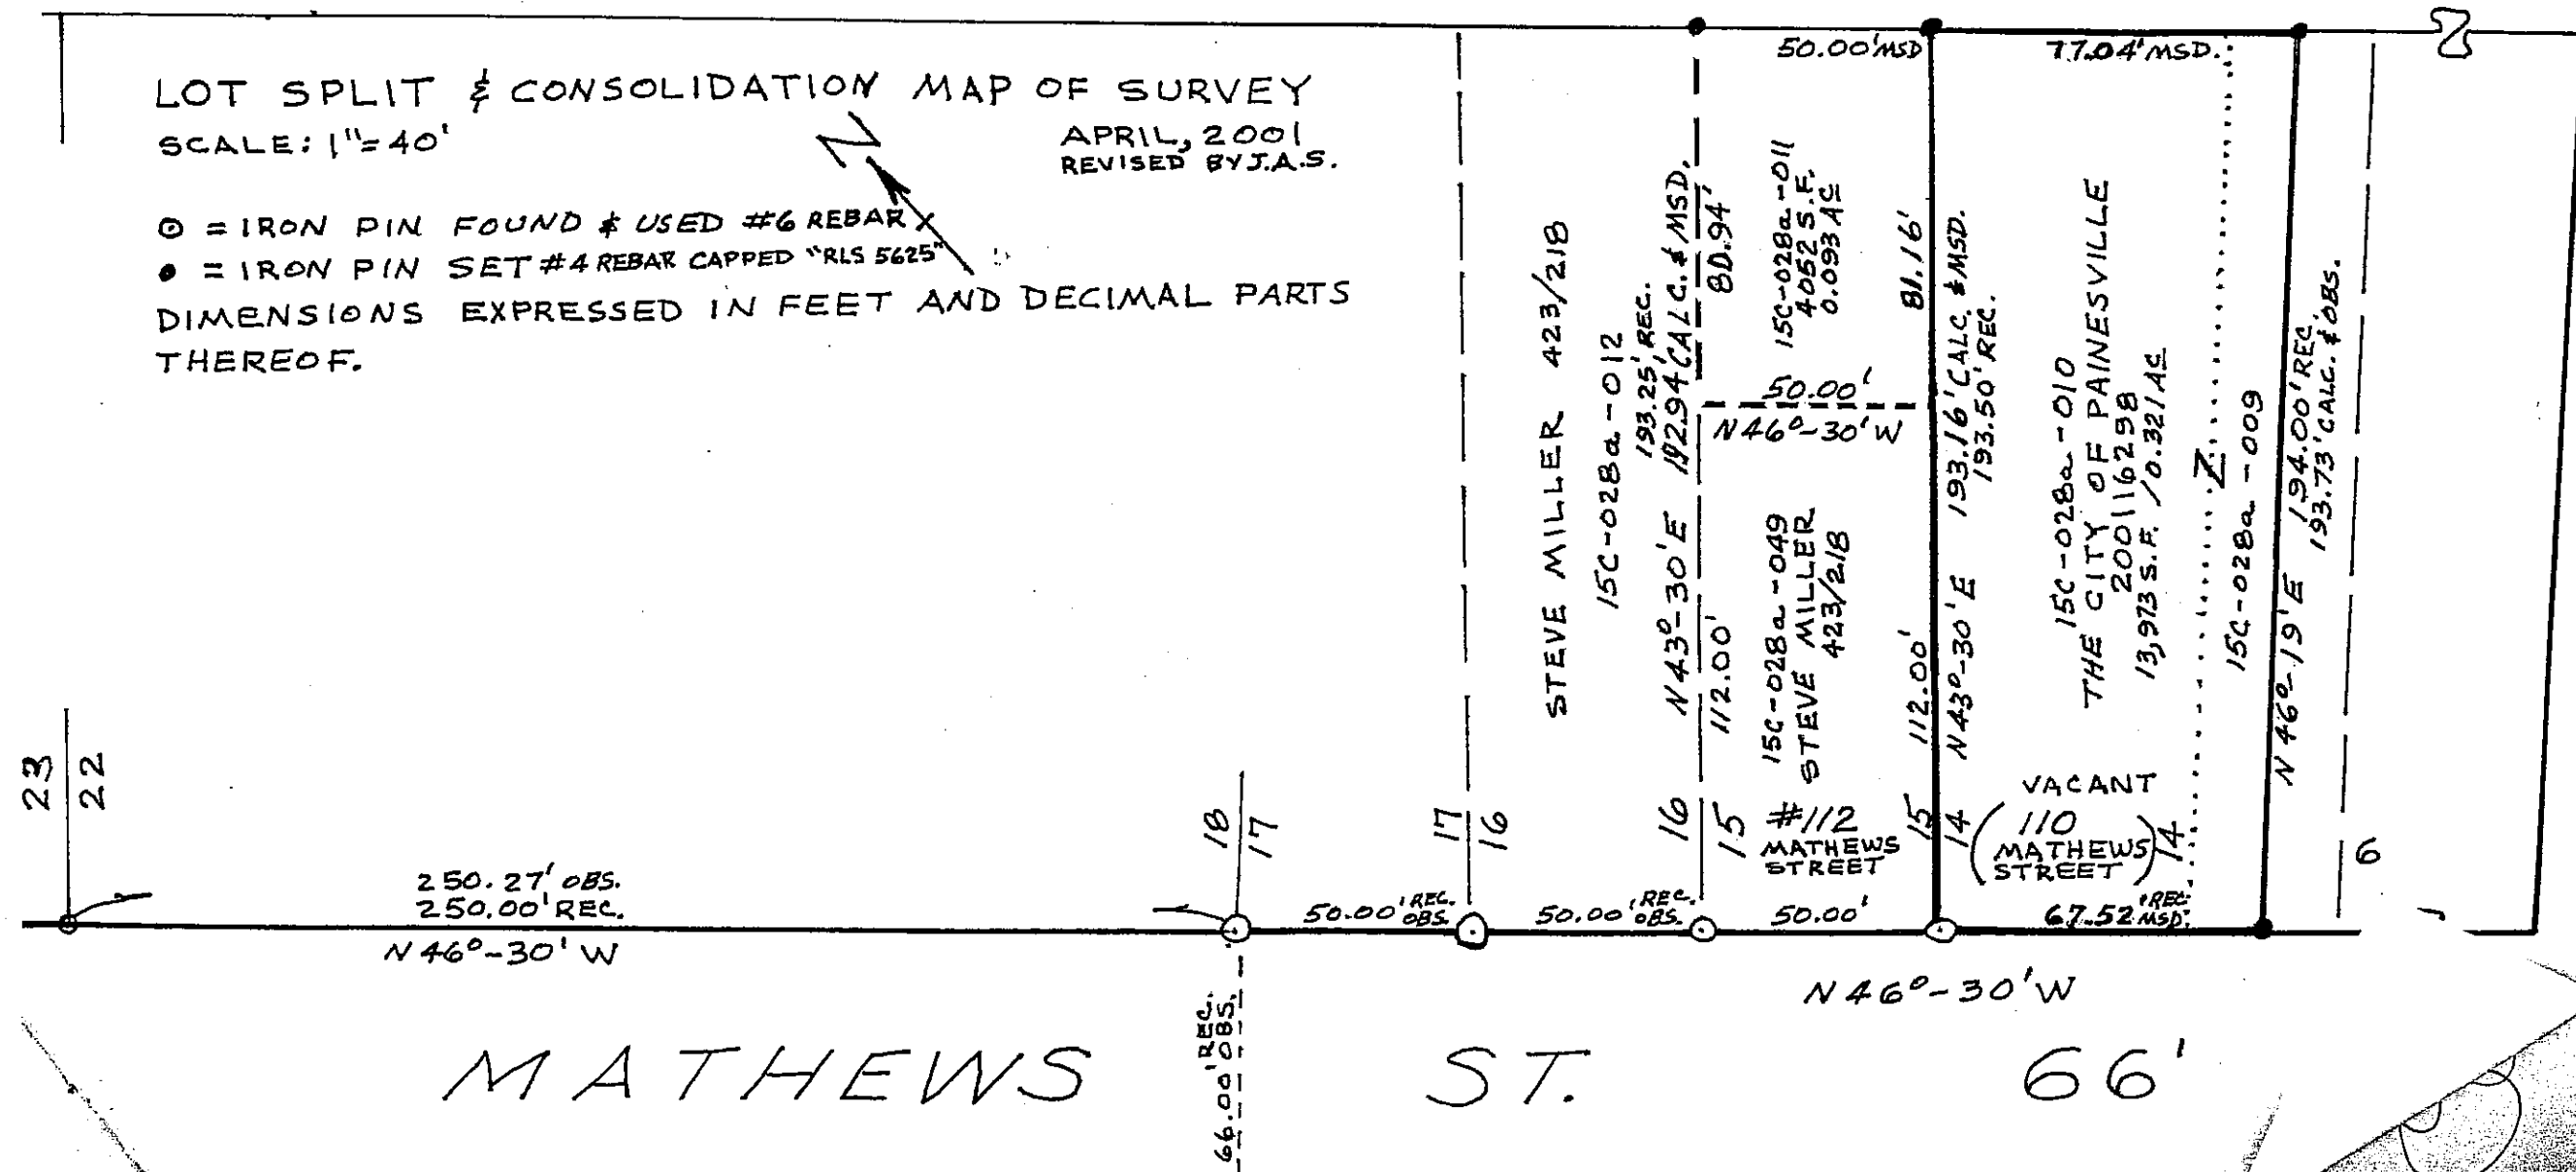 LOT SPLIT & CONSOLIDATION MAP OF SURVEY
SCALE: 1"=40'
APRIL, 2001
REVISED BY J.A.S.
N
⊙ = IRON PIN FOUND & USED #6 REBAR
● = IRON PIN SET #4 REBAR CAPPED "RLS 5625"
DIMENSIONS EXPRESSED IN FEET AND DECIMAL PARTS
THEREOF.
50.00' MSD
77.04' MSD.
STEVE MILLER 423/218
15C-028a-012
193.25' REC.
N43°-30'E 192.94 CALC. & MSD.
80.94'
112.00'
15C-028a-011
4052 S.F.
0.093 AC
81.16'
50.00'
N46°-30'W
15C-028a-049
STEVE MILLER
423/218
112.00'
N43°-30'E 193.16' CALC. & MSD.
193.50' REC.
15C-028a-010
THE CITY OF PAINESVILLE
200116298
13,973 S.F. / 0.321 AC
Z
15C-028a-009
N46°-19'E 194.00' REC.
193.73' CALC. & OBS.
23
22
18
17
17
16
16
15
#112
MATHEWS
STREET
15
14
VACANT
(110
MATHEWS
STREET)
14
6
250.27' OBS.
250.00' REC.
N46°-30'W
50.00' REC.
OBS.
50.00' REC.
OBS.
50.00'
67.52' REC.
MSD.
N46°-30'W
66.00' REC.
OBS.
MATHEWS ST. 66'